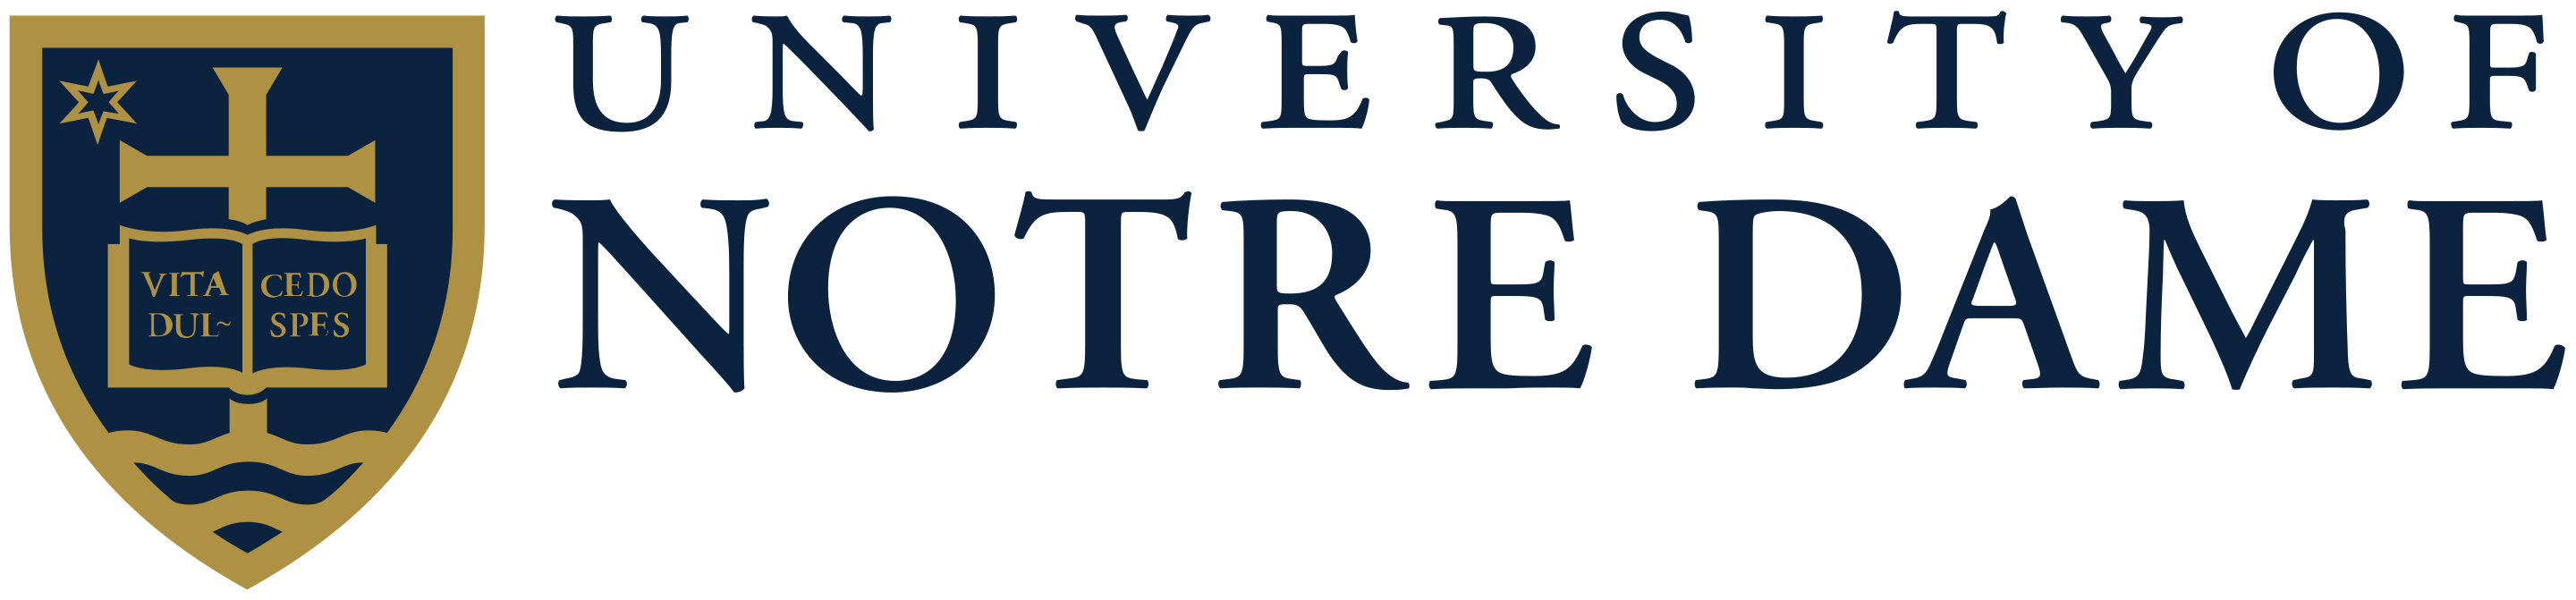 UNIVERSITY OF
NOTRE DAME
VITA
DUL~
CEDO
SPES